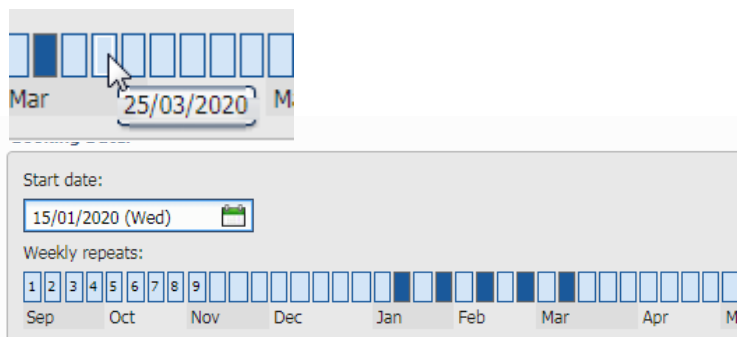 Mar
25/03/2020
Start date:
15/01/2020 (Wed)
Weekly repeats:
1 2 3 4 5 6 7 8 9
Sep Oct Nov Dec Jan Feb Mar Apr